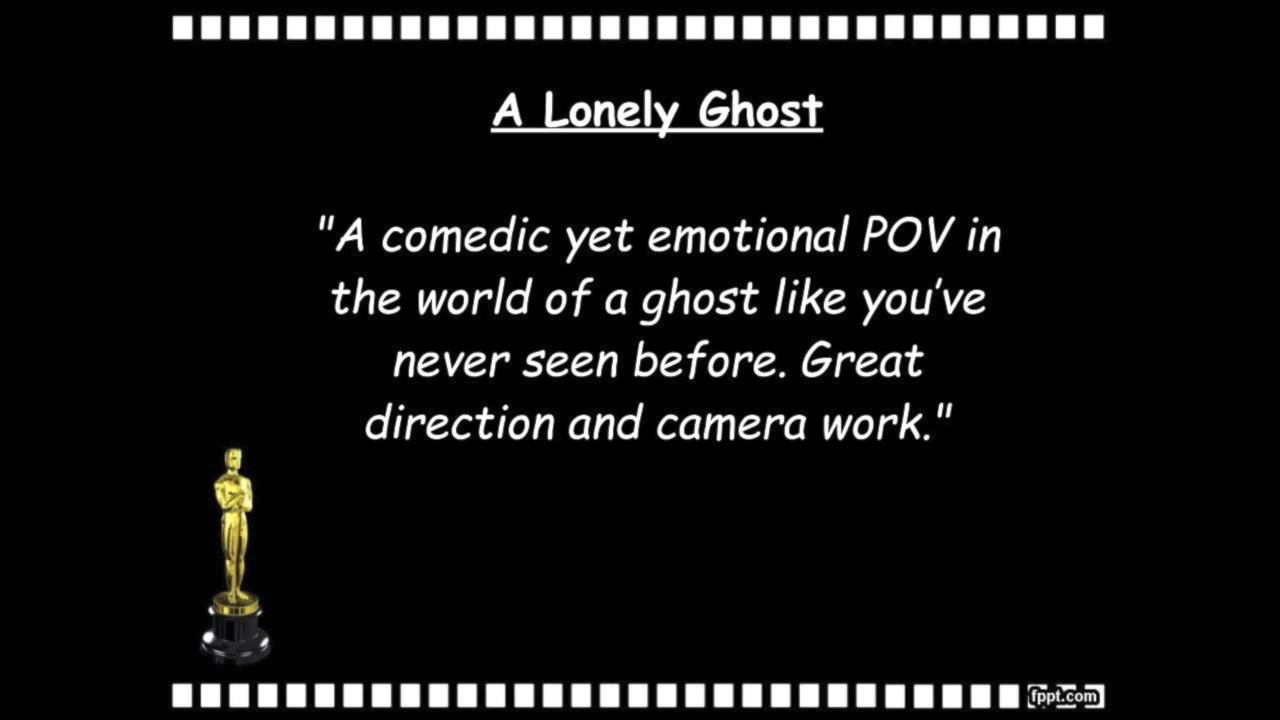 A Lonely Ghost
"A comedic yet emotional POV in
the world of a ghost like you've
never seen before. Great
direction and camera work."
fppt.com